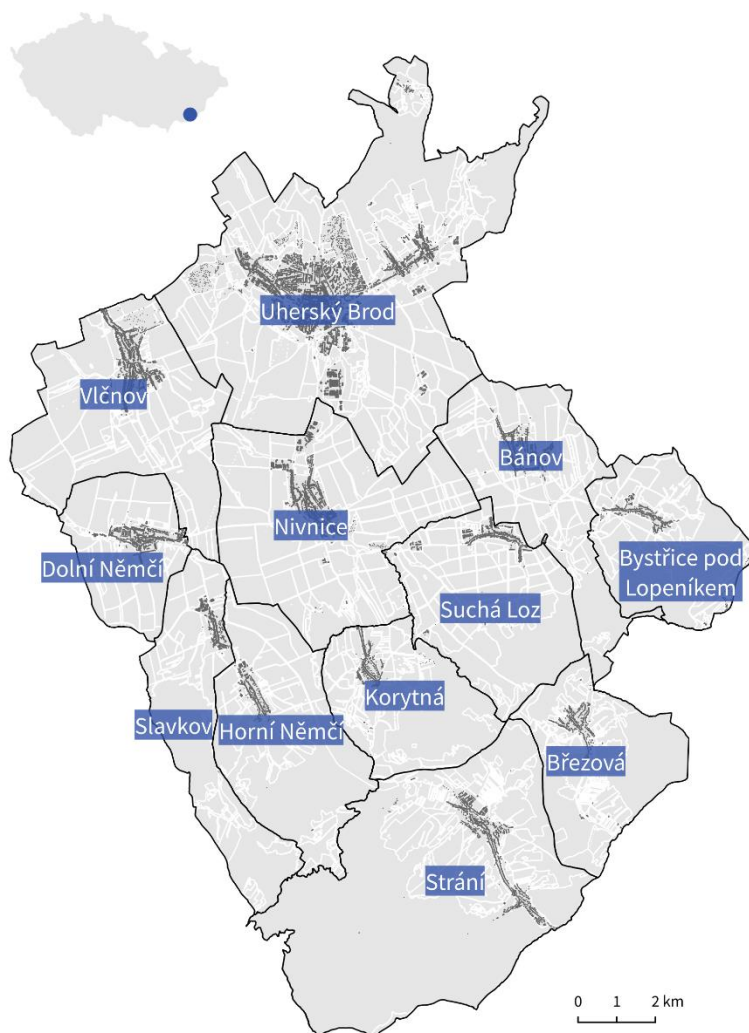 Uherský Brod
Vlčnov
Bánov
Nivnice
Dolní Němčí
Bystřice pod
Lopeníkem
Suchá Loz
Korytná
Slavkov
Horní Němčí
Březová
Strání
0 1 2 km